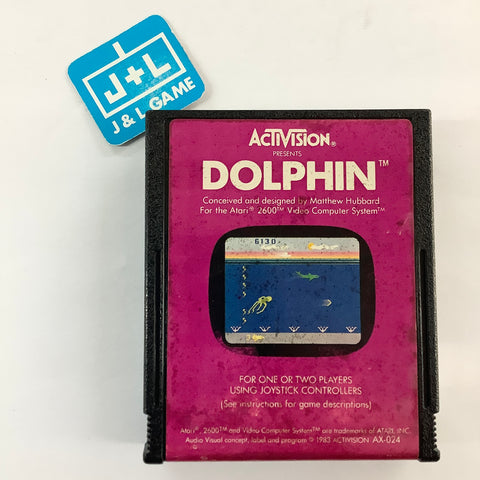 J+L
J & L GAME
ACTIVISION®
PRESENTS
DOLPHIN™
Conceived and designed by Matthew Hubbard
For the Atari® 2600™ Video Computer System™
6130
FOR ONE OR TWO PLAYERS
USING JOYSTICK CONTROLLERS
(See instructions for game descriptions)
Atari®, 2600™ and Video Computer System™ are trademarks of ATARI, INC.
Audio Visual concept, label and program © 1983 ACTIVISION AX-024